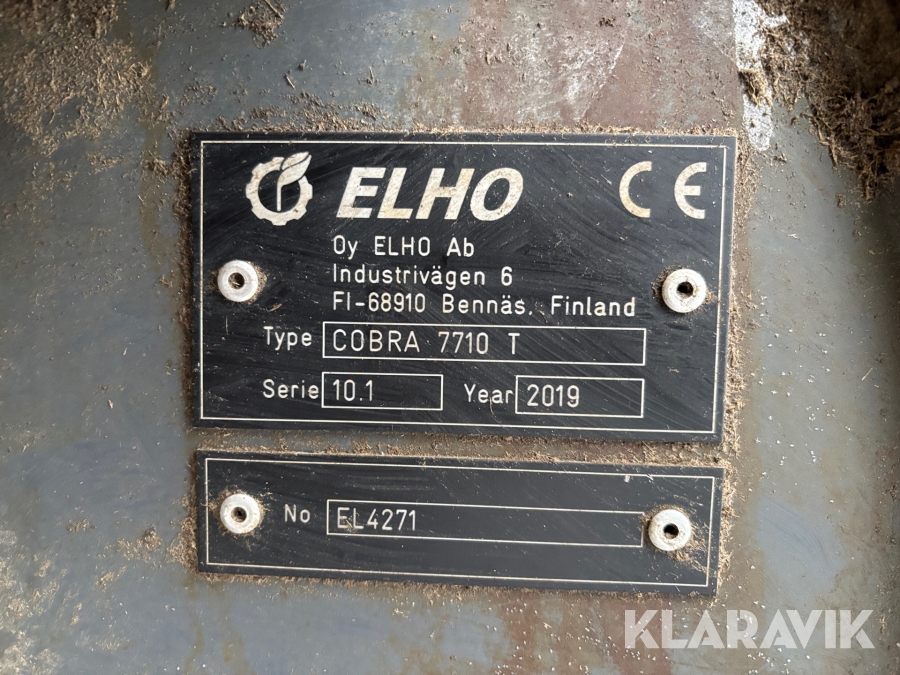 ELHO CE
Oy ELHO Ab
Industrivägen 6
FI-68910 Bennäs, Finland
Type COBRA 7710 T
Serie 10.1 Year 2019
No EL4271
KLARAVIK